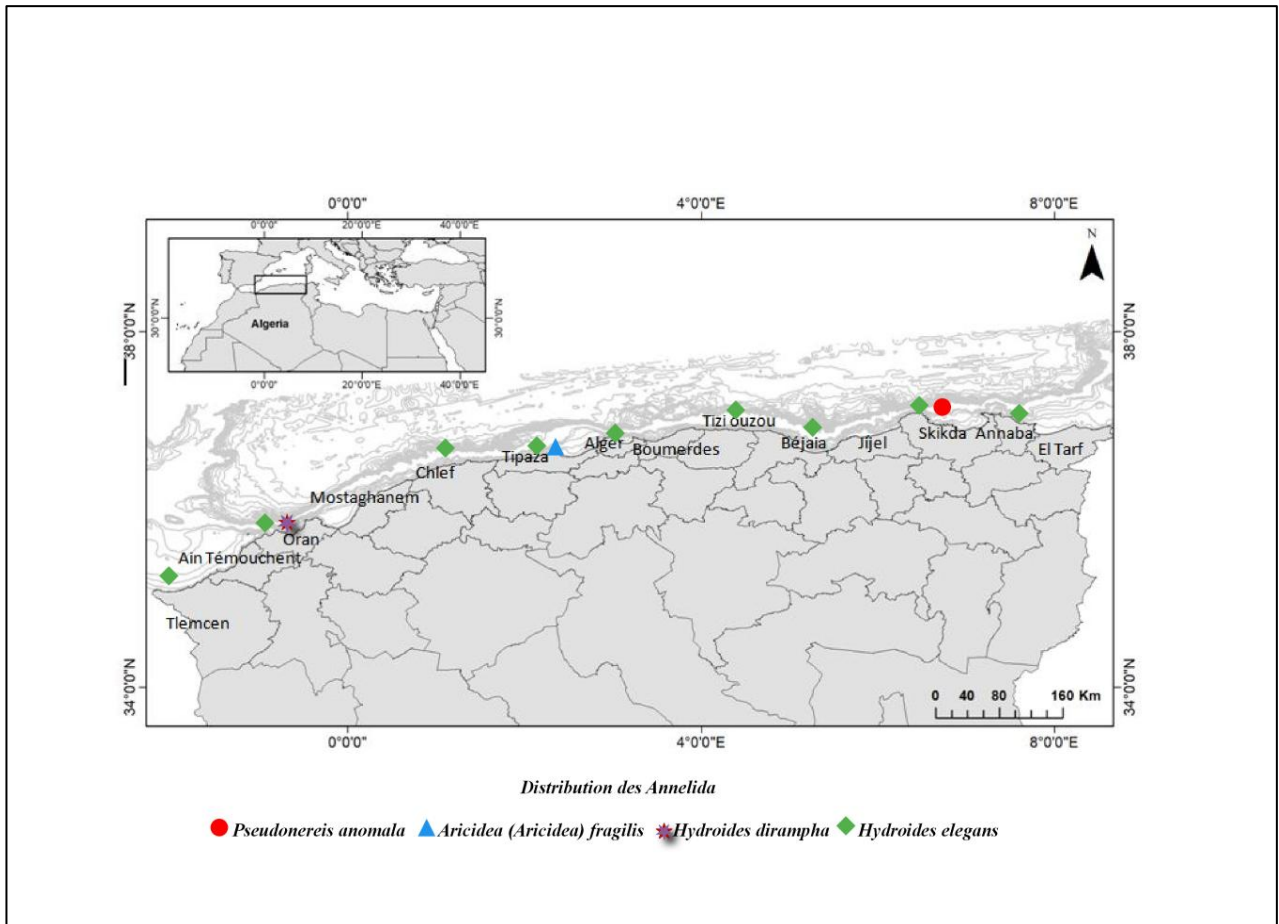 0°0'0" 4°0'0"E 8°0'0"E
N
0°0'0" 20°0'0"E 40°0'0"E
30°0'0"N 30°0'0"N
Algeria
0°0'0" 20°0'0"E 40°0'0"E
38°0'0"N 38°0'0"N
Tizi ouzou
Alger Boumerdes Béjaia Jijel Skikda Annaba El Tarf
Tipaza
Chlef
Mostaghanem
Oran
Ain Témouchent
Tlemcen
34°0'0"N 34°0'0"N
0 40 80 160 Km
0°0'0" 4°0'0"E 8°0'0"E
Distribution des Annelida
Pseudonereis anomala Aricidea (Aricidea) fragilis Hydroides dirampha Hydroides elegans